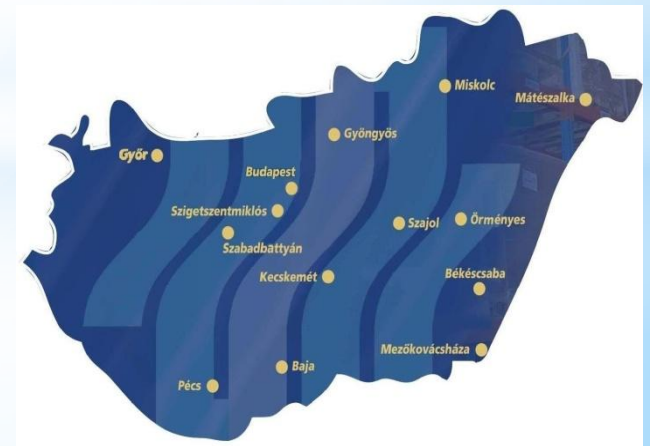 Miskolc
Mátészalka
Gyöngyös
Győr
Budapest
Szigetszentmiklós
Szajol
Örményes
Szabadbattyán
Kecskemét
Békéscsaba
Mezőkovácsháza
Baja
Pécs